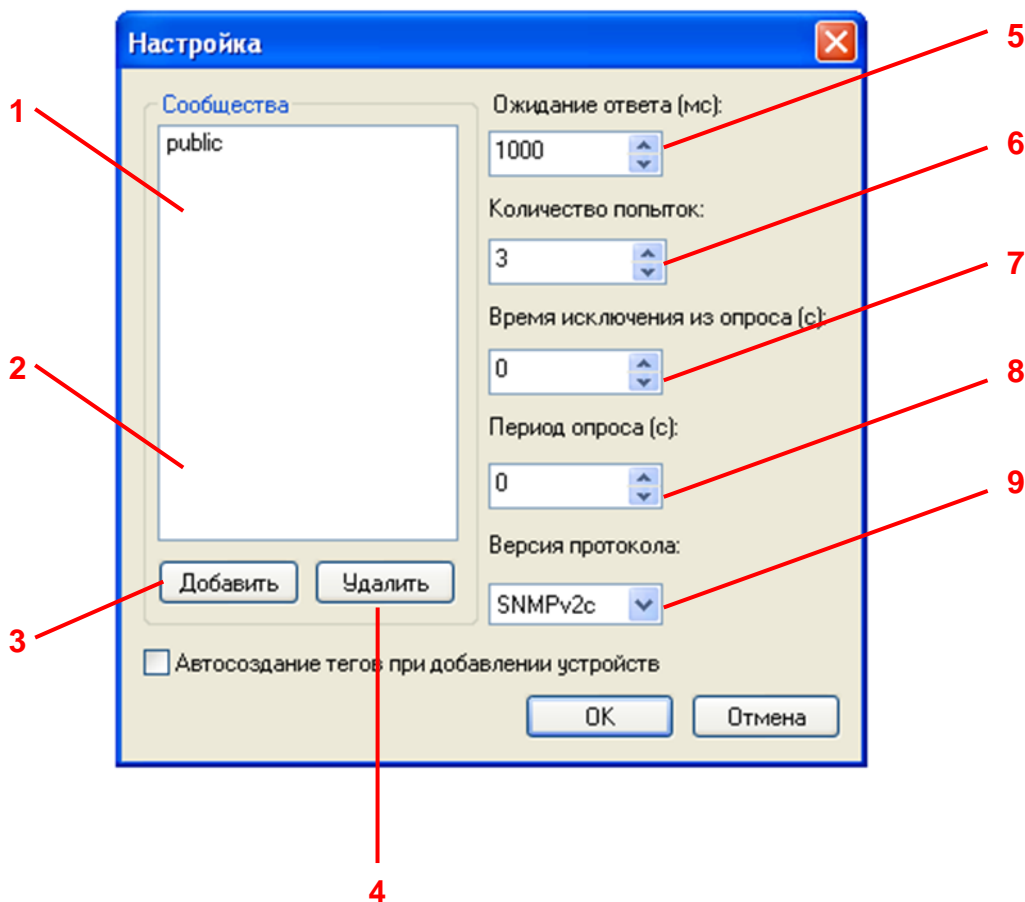 Настройка
5
1
Сообщества
Ожидание ответа (мс):
public
1000
6
Количество попыток:
3
7
Время исключения из опроса (с):
2
0
8
Период опроса (с):
0
9
Версия протокола:
Добавить
Удалить
SNMPv2c
3
Автосоздание тегов при добавлении устройств
OK
Отмена
4